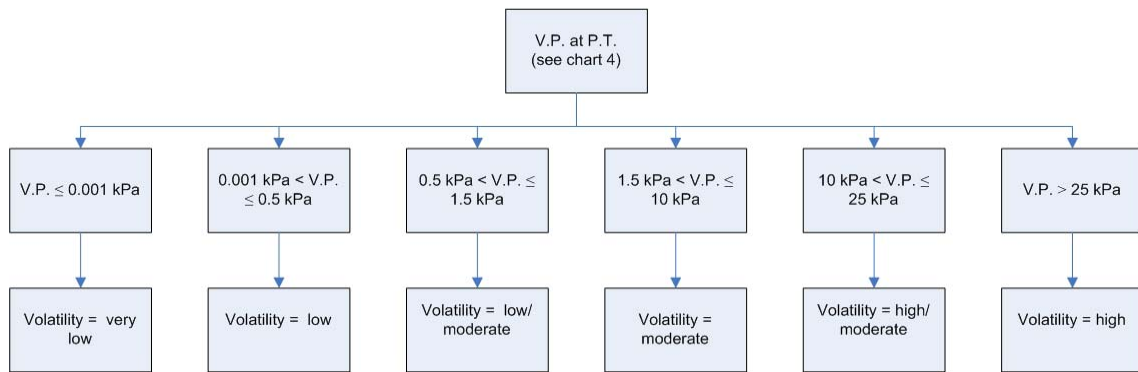 V.P. at P.T.
(see chart 4)
V.P. ≤ 0.001 kPa
0.001 kPa < V.P.
≤ 0.5 kPa
0.5 kPa < V.P. ≤
1.5 kPa
1.5 kPa < V.P. ≤
10 kPa
10 kPa < V.P. ≤
25 kPa
V.P. > 25 kPa
Volatility = very
low
Volatility = low
Volatility = low/
moderate
Volatility =
moderate
Volatility = high/
moderate
Volatility = high